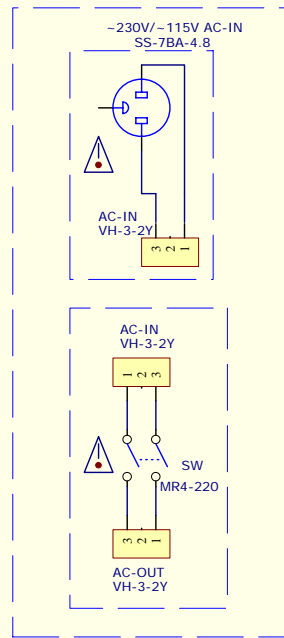 ~230V/~115V AC-IN
SS-7BA-4.8
AC-IN
VH-3-2Y
3 2 1
AC-IN
VH-3-2Y
1 2 3
SW
MR4-220
3 2 1
AC-OUT
VH-3-2Y